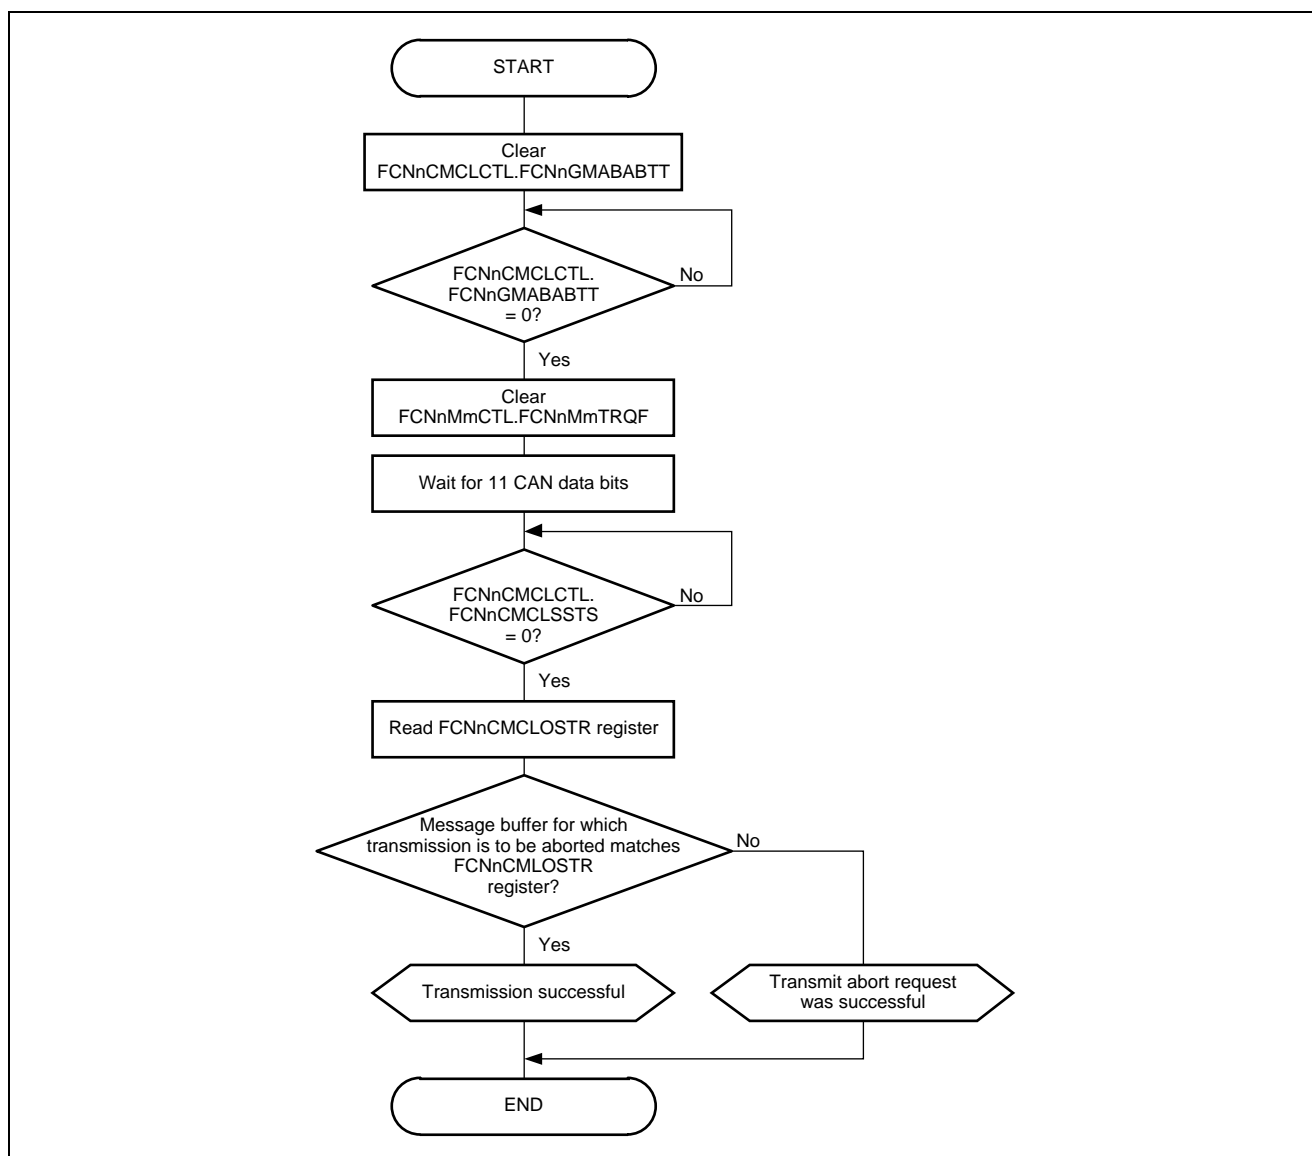 START
Clear
FCNnCMCLCTL.FCNnGMABABTT
FCNnCMCLCTL.
FCNnGMABABTT
= 0?
No
Yes
Clear
FCNnMmCTL.FCNnMmTRQF
Wait for 11 CAN data bits
FCNnCMCLCTL.
FCNnCMCLSSTS
= 0?
No
Yes
Read FCNnCMCLOSTR register
Message buffer for which
transmission is to be aborted matches
FCNnCMLOSTR
register?
No
Yes
Transmission successful
Transmit abort request
was successful
END